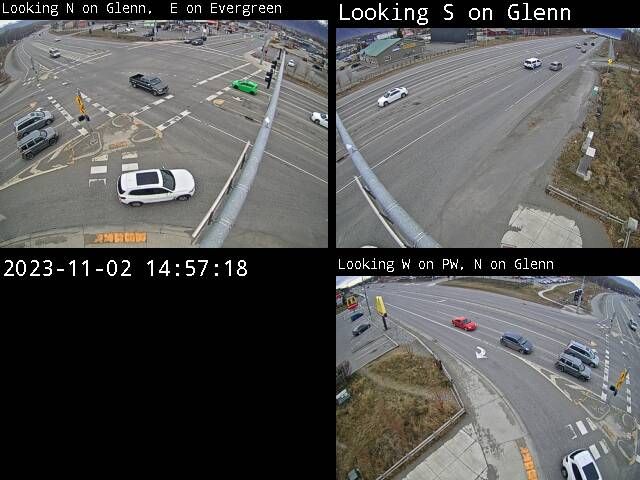 Looking N on Glenn,  E on Evergreen
Looking S on Glenn
2023-11-02 14:57:18
Looking W on PW, N on Glenn